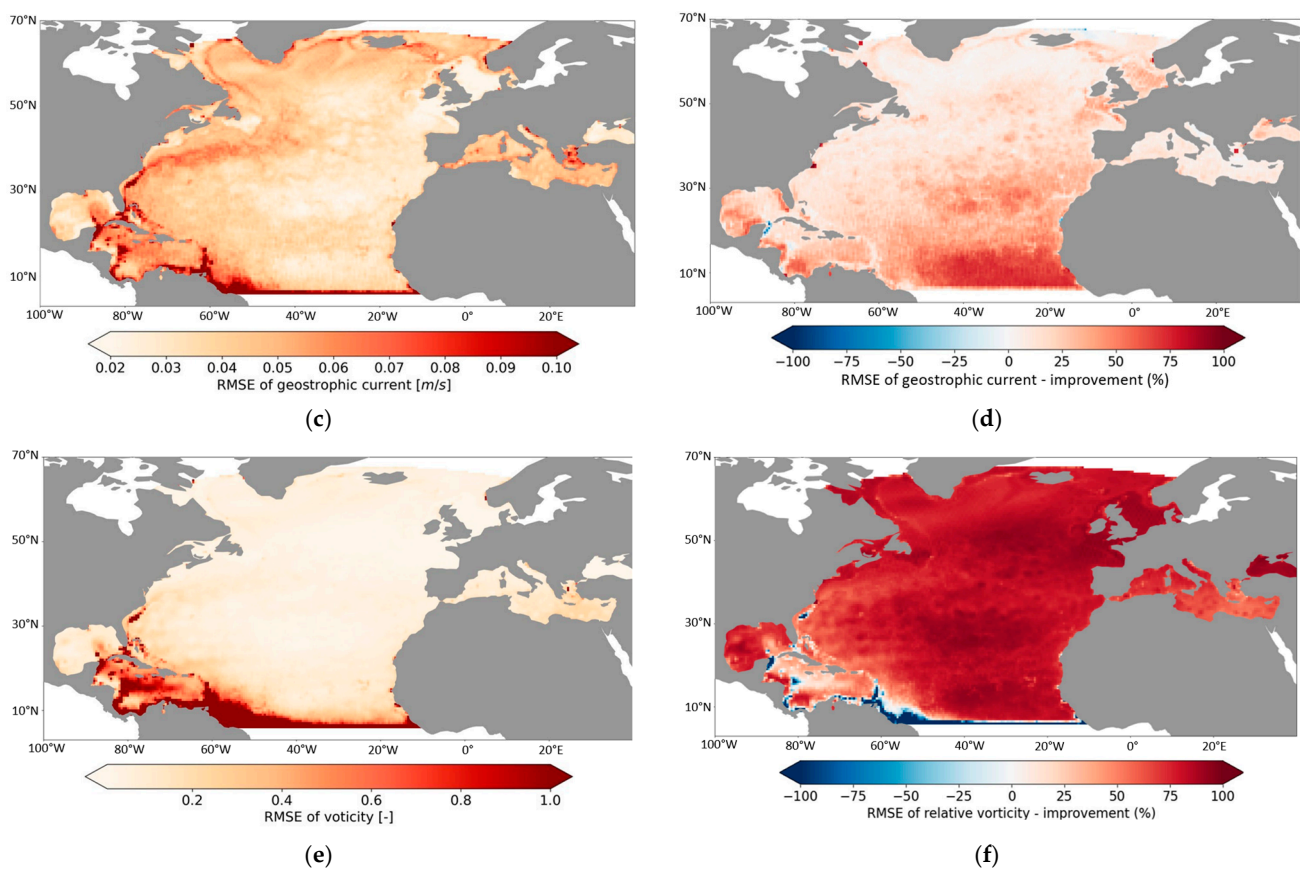 70°N
50°N
30°N
10°N
100°W 80°W 60°W 40°W 20°W 0° 20°E
0.02 0.03 0.04 0.05 0.06 0.07 0.08 0.09 0.10
RMSE of geostrophic current [m/s]
(c)
70°N
50°N
30°N
10°N
100°W 80°W 60°W 40°W 20°W 0° 20°E
−100 −75 −50 −25 0 25 50 75 100
RMSE of geostrophic current - improvement (%)
(d)
70°N
50°N
30°N
10°N
100°W 80°W 60°W 40°W 20°W 0° 20°E
0.2 0.4 0.6 0.8 1.0
RMSE of voticity [-]
(e)
70°N
50°N
30°N
10°N
100°W 80°W 60°W 40°W 20°W 0° 20°E
−100 −75 −50 −25 0 25 50 75 100
RMSE of relative vorticity - improvement (%)
(f)